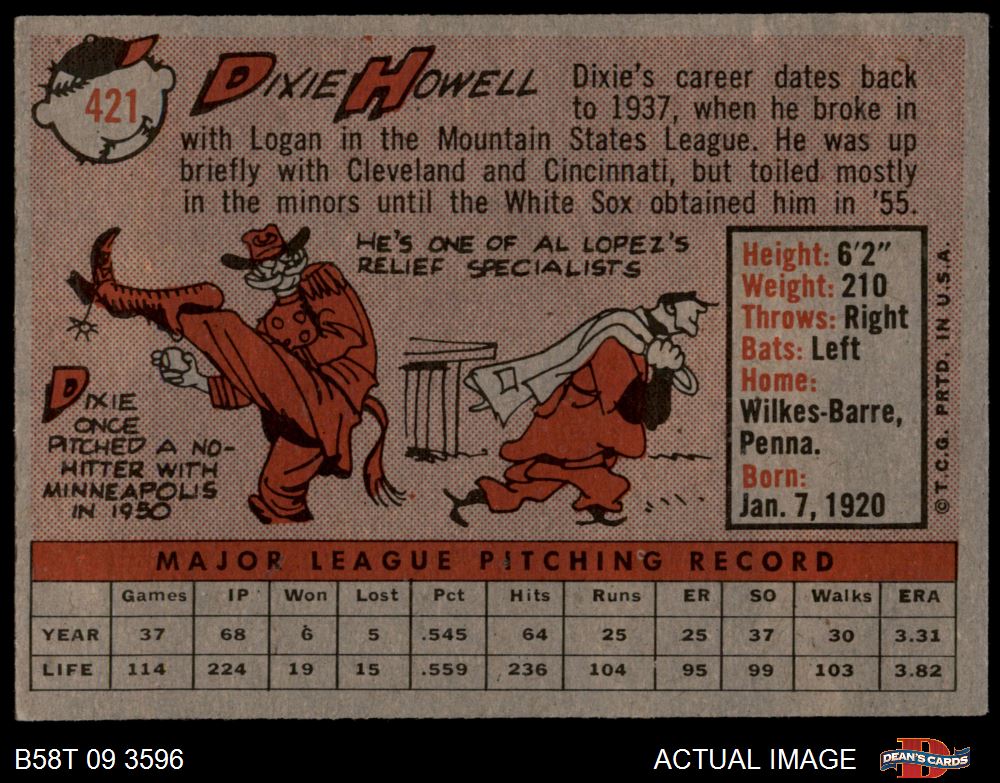 421
DIXIE HOWELL
Dixie's career dates back
to 1937, when he broke in
with Logan in the Mountain States League. He was up
briefly with Cleveland and Cincinnati, but toiled mostly
in the minors until the White Sox obtained him in '55.
HE'S ONE OF AL LOPEZ'S
RELIEF SPECIALISTS
DIXIE
ONCE
PITCHED A NO-
HITTER WITH
MINNEAPOLIS
IN 1950
Height: 6'2"
Weight: 210
Throws: Right
Bats: Left
Home:
Wilkes-Barre,
Penna.
Born:
Jan. 7, 1920
© T.C.G. PRTD. IN U.S.A.
MAJOR LEAGUE PITCHING RECORD
Games IP Won Lost Pct Hits Runs ER SO Walks ERA
YEAR 37 68 6 5 .545 64 25 25 37 30 3.31
LIFE 114 224 19 15 .559 236 104 95 99 103 3.82
B58T 09 3596
ACTUAL IMAGE
DEAN'S CARDS